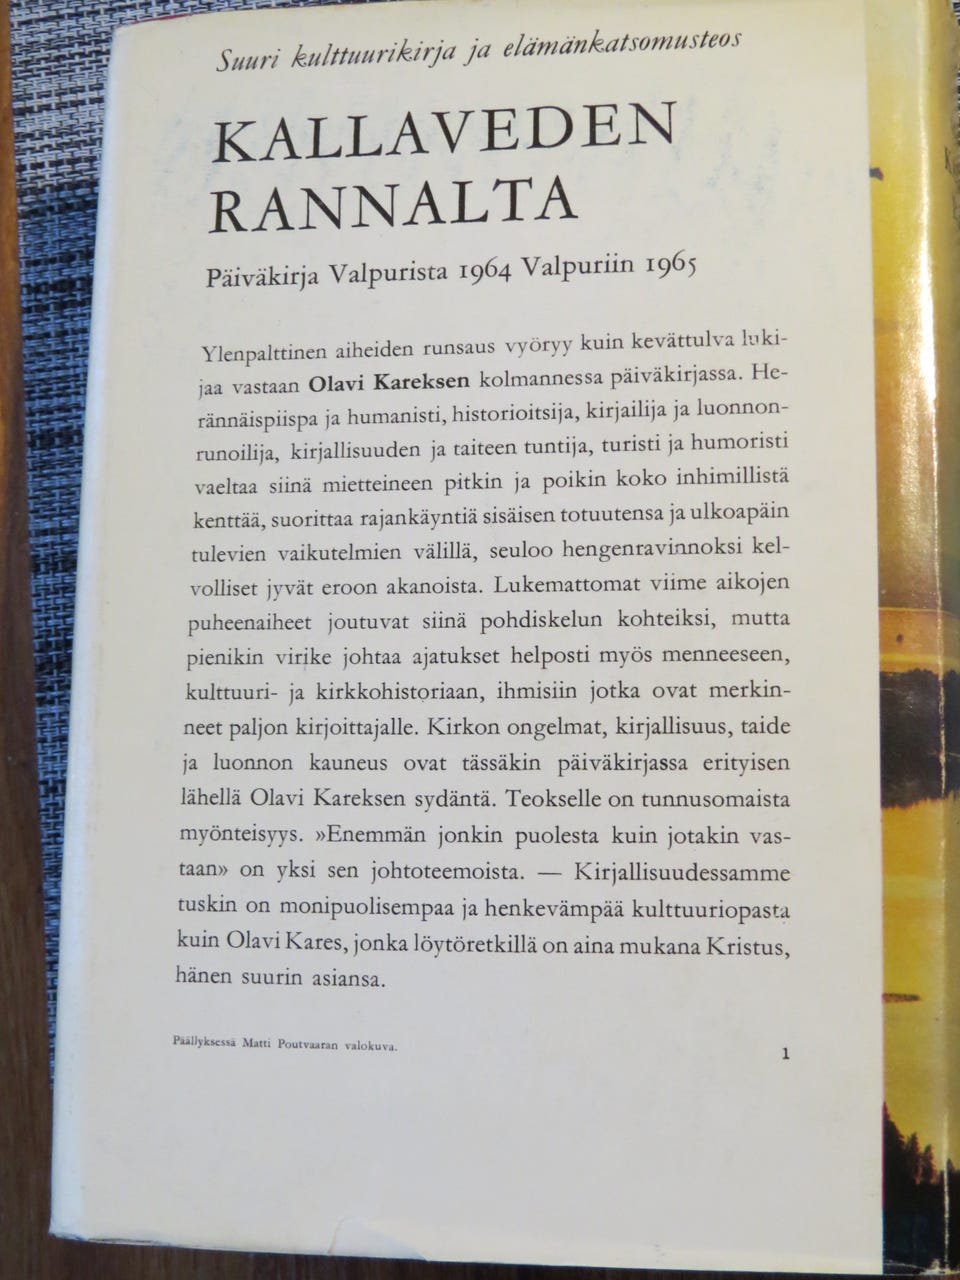 Suuri kulttuurikirja ja elämänkatsomusteos
KALLAVEDEN
RANNALTA
Päiväkirja Valpurista 1964 Valpuriin 1965
Ylenpalttinen aiheiden runsaus vyöryy kuin kevättulva luki-
jaa vastaan Olavi Kareksen kolmannessa päiväkirjassa. He-
rännäispiispa ja humanisti, historioitsija, kirjailija ja luonnon-
runoilija, kirjallisuuden ja taiteen tuntija, turisti ja humoristi
vaeltaa siinä mietteineen pitkin ja poikin koko inhimillistä
kenttää, suorittaa rajankäyntiä sisäisen totuutensa ja ulkoapäin
tulevien vaikutelmien välillä, seuloo hengenravinnoksi kel-
volliset jyvät eroon akanoista. Lukemattomat viime aikojen
puheenaiheet joutuvat siinä pohdiskelun kohteiksi, mutta
pienikin virike johtaa ajatukset helposti myös menneeseen,
kulttuuri- ja kirkkohistoriaan, ihmisiin jotka ovat merkin-
neet paljon kirjoittajalle. Kirkon ongelmat, kirjallisuus, taide
ja luonnon kauneus ovat tässäkin päiväkirjassa erityisen
lähellä Olavi Kareksen sydäntä. Teokselle on tunnusomaista
myönteisyys. »Enemmän jonkin puolesta kuin jotakin vas-
taan» on yksi sen johtoteemoista. — Kirjallisuudessamme
tuskin on monipuolisempaa ja henkevämpää kulttuuriopasta
kuin Olavi Kares, jonka löytöretkillä on aina mukana Kristus,
hänen suurin asiansa.
Päällyksessä Matti Poutvaaran valokuva.
1